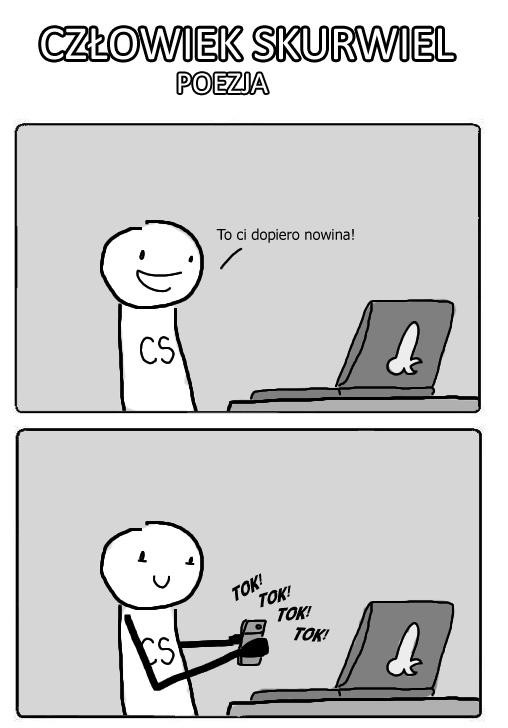 CZŁOWIEK SKURWIEL
POEZJA
To ci dopiero nowina!
CS
TOK!
TOK!
TOK!
TOK!
CS